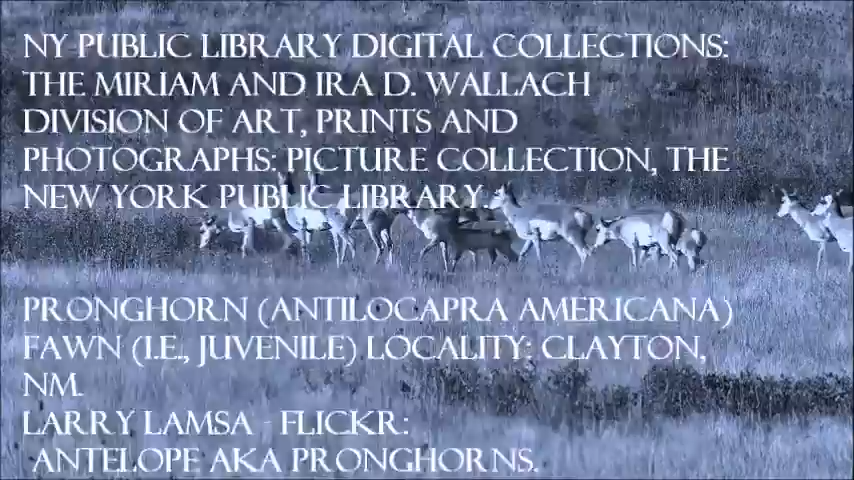 NY PUBLIC LIBRARY DIGITAL COLLECTIONS:
THE MIRIAM AND IRA D. WALLACH
DIVISION OF ART, PRINTS AND
PHOTOGRAPHS: PICTURE COLLECTION, THE
NEW YORK PUBLIC LIBRARY.
PRONGHORN (ANTILOCAPRA AMERICANA)
FAWN (I.E., JUVENILE) LOCALITY: CLAYTON,
NM.
LARRY LAMSA - FLICKR:
ANTELOPE AKA PRONGHORNS.